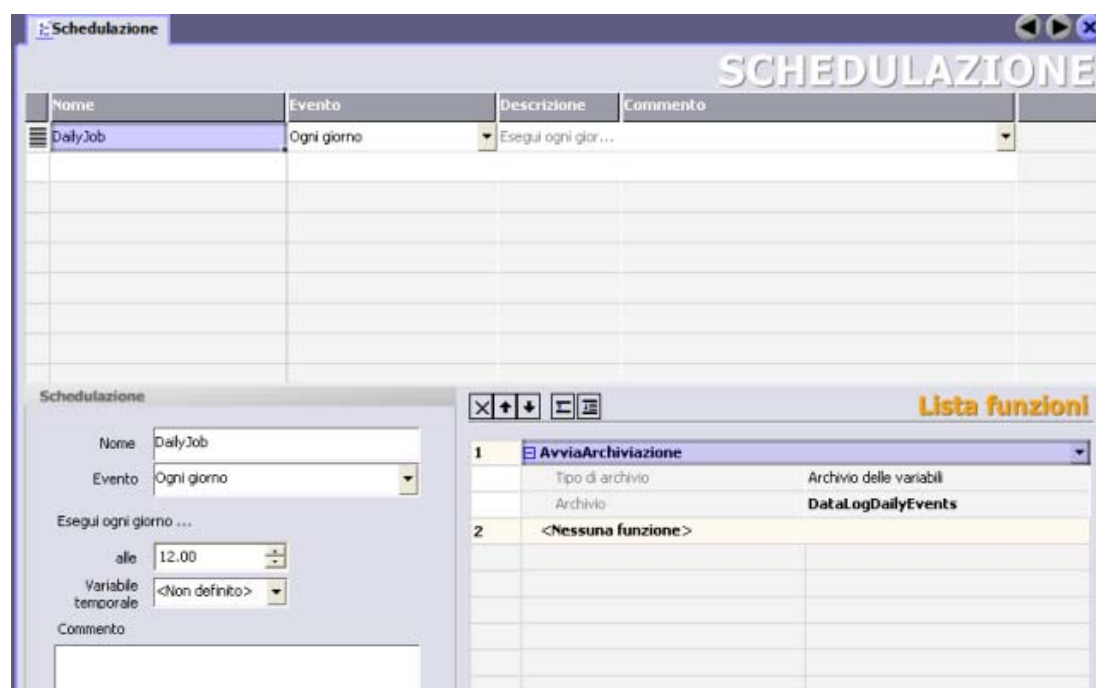 Schedulazione
SCHEDULAZIONE
Nome Evento Descrizione Commento
DailyJob Ogni giorno Esegui ogni gior...
Schedulazione
Nome DailyJob
Evento Ogni giorno
Esegui ogni giorno ...
alle 12.00
Variabile temporale <Non definito>
Commento
Lista funzioni
1 AvviaArchiviazione
Tipo di archivio Archivio delle variabili
Archivio DataLogDailyEvents
2 <Nessuna funzione>